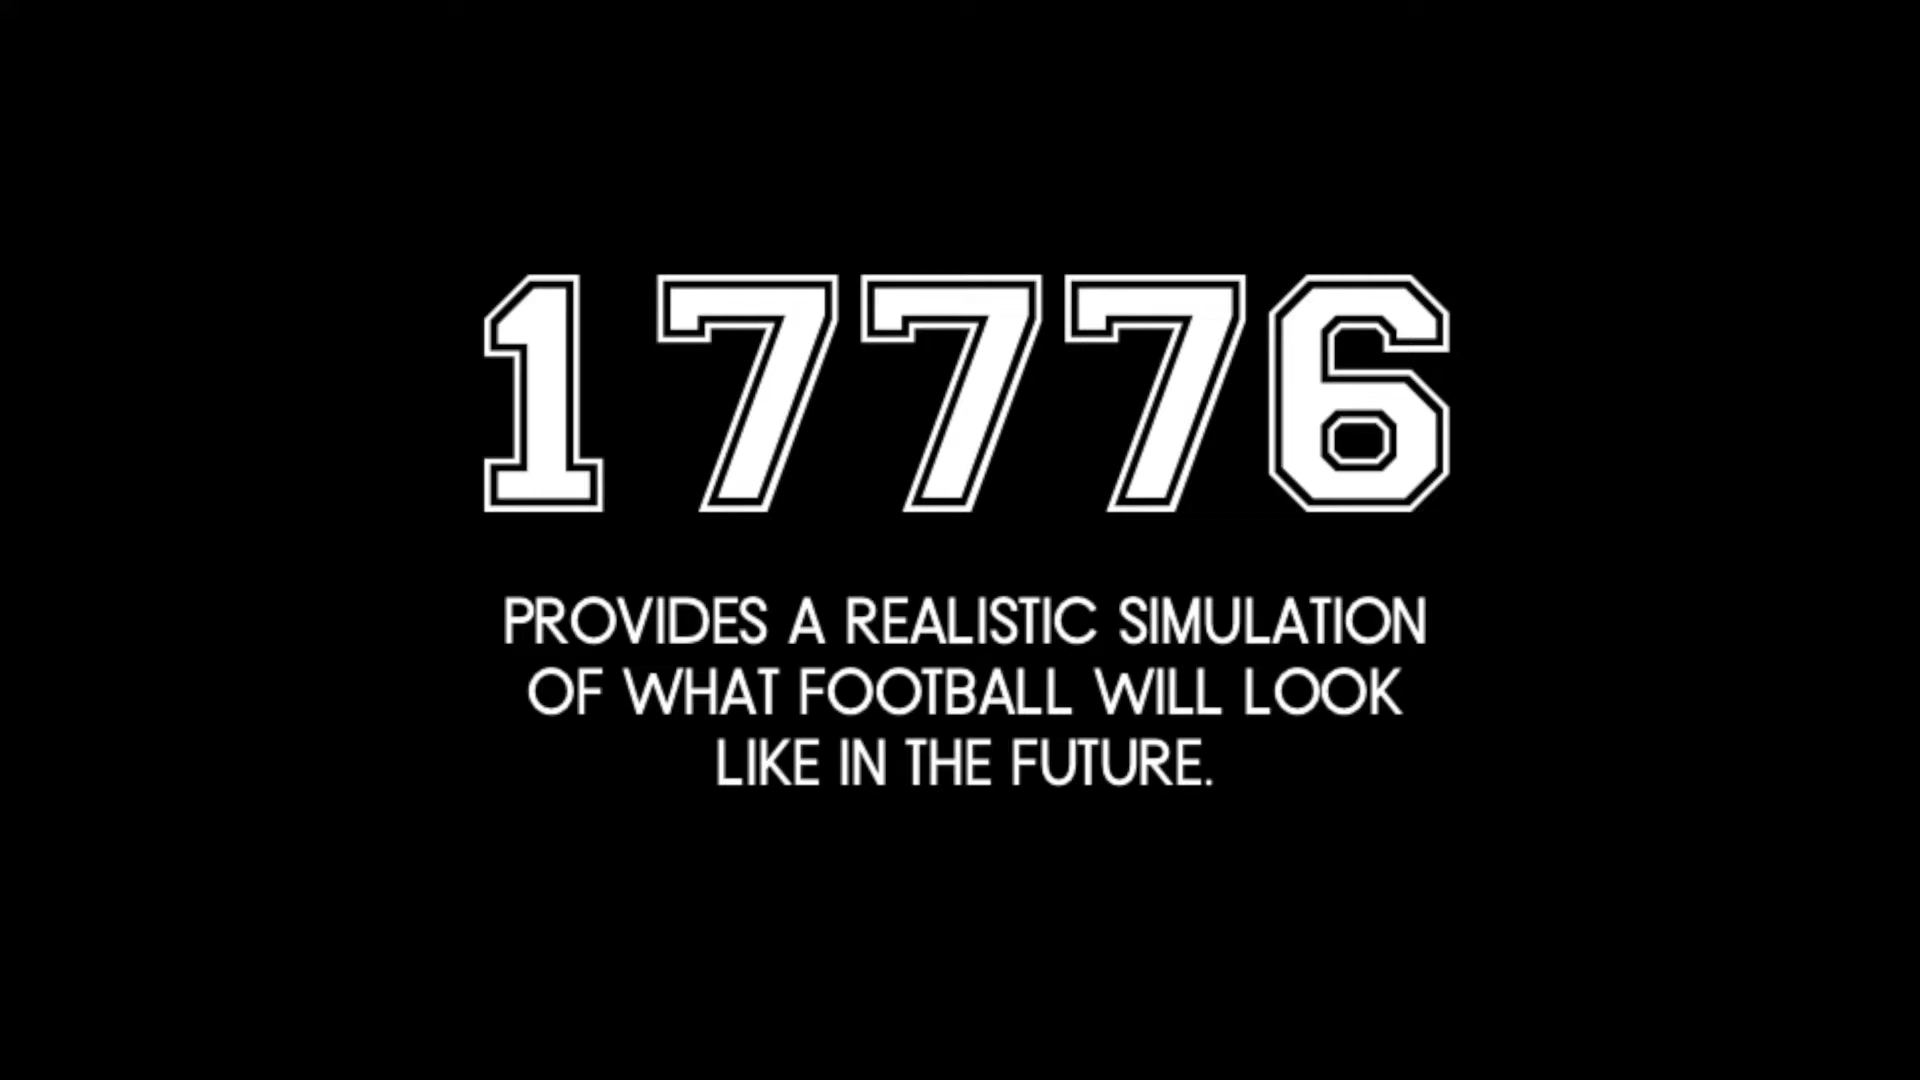 17776
PROVIDES A REALISTIC SIMULATION
OF WHAT FOOTBALL WILL LOOK
LIKE IN THE FUTURE.